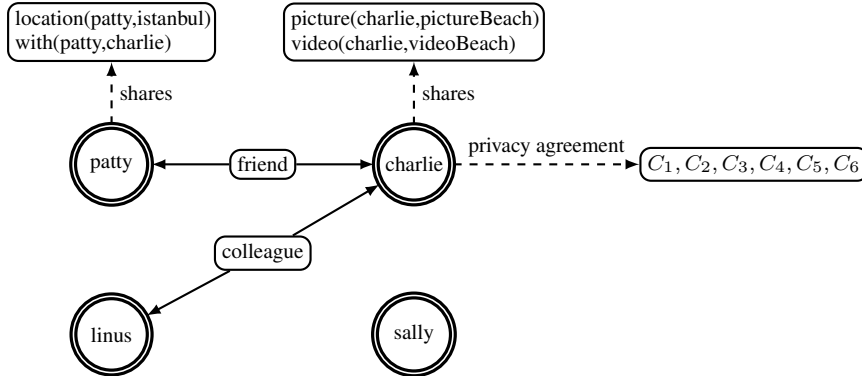 location(patty,istanbul)
with(patty,charlie)
picture(charlie,pictureBeach)
video(charlie,videoBeach)
shares
shares
patty
friend
charlie
privacy agreement
C₁, C₂, C₃, C₄, C₅, C₆
colleague
linus
sally